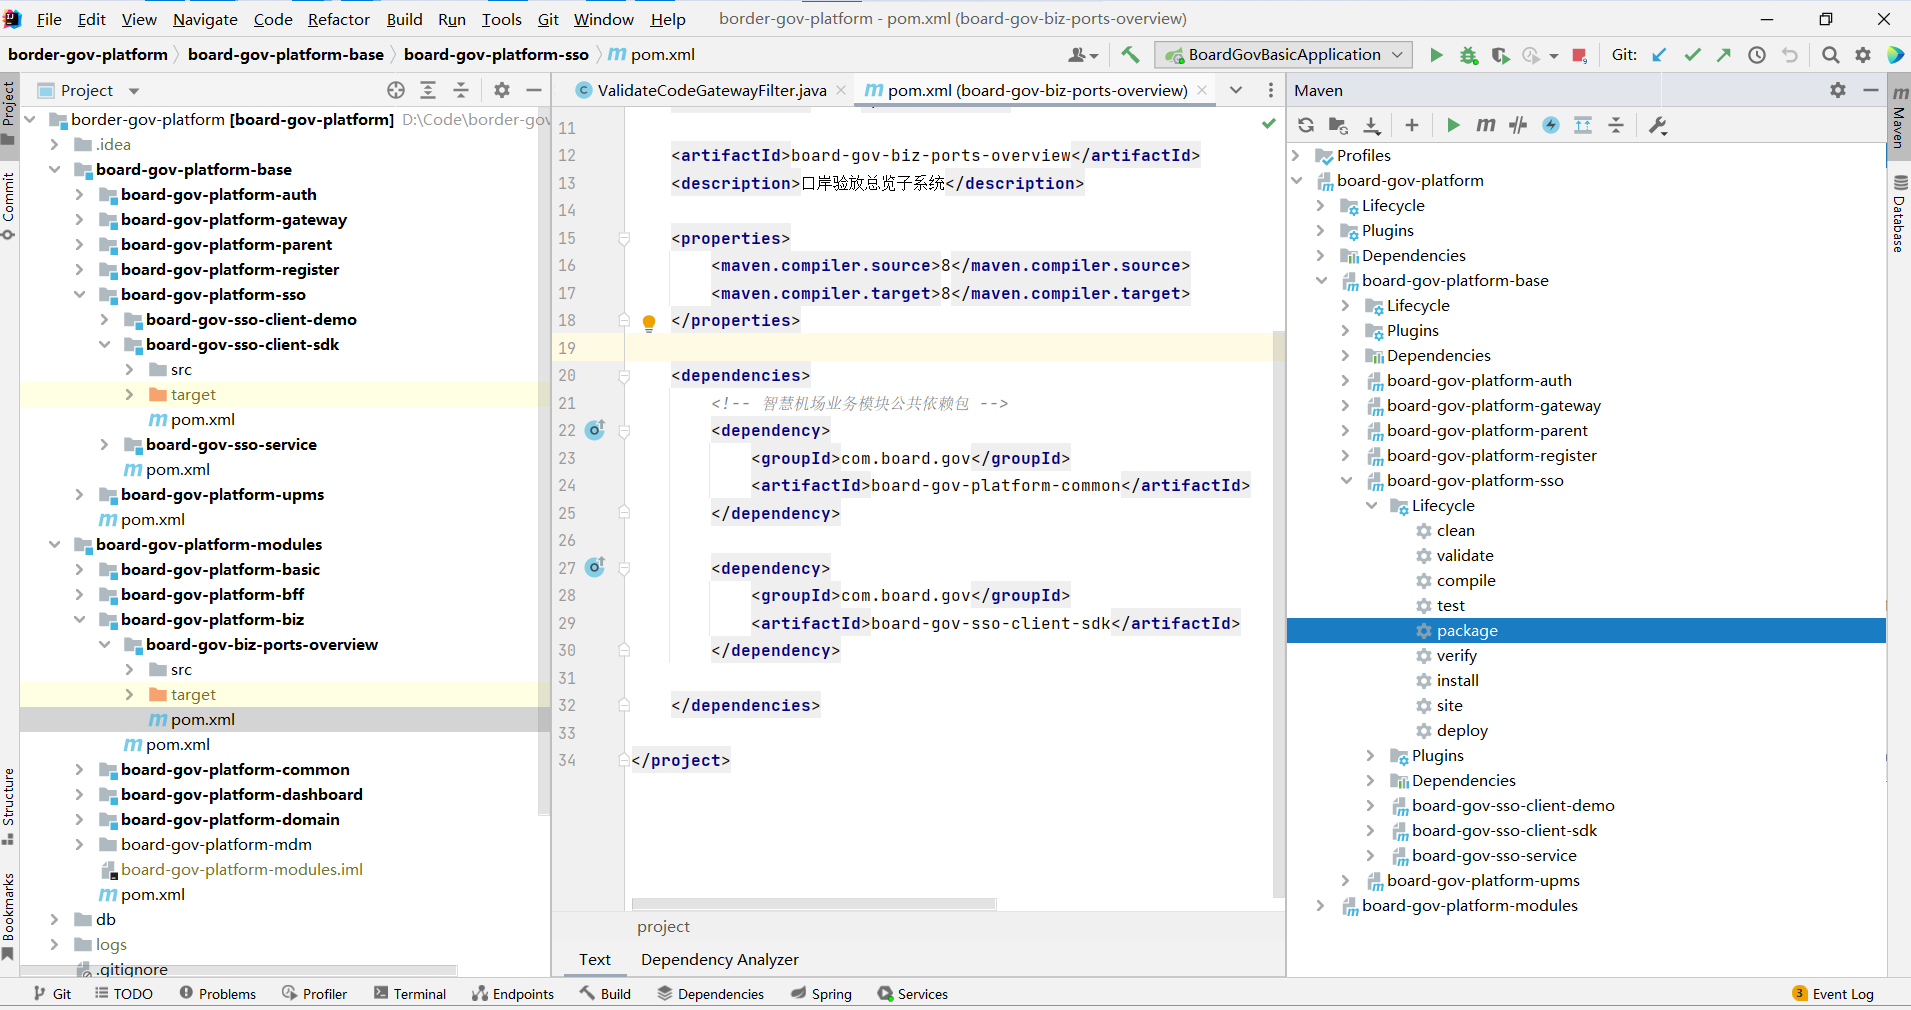 File Edit View Navigate Code Refactor Build Run Tools Git Window Help border-gov-platform - pom.xml (board-gov-biz-ports-overview)
border-gov-platform board-gov-platform-base board-gov-platform-sso m pom.xml BoardGovBasicApplication Git:
Project
Commit
Structure
Bookmarks
Project
border-gov-platform [board-gov-platform] D:\Code\border-gov
.idea
board-gov-platform-base
board-gov-platform-auth
board-gov-platform-gateway
board-gov-platform-parent
board-gov-platform-register
board-gov-platform-sso
board-gov-sso-client-demo
board-gov-sso-client-sdk
src
target
pom.xml
board-gov-sso-service
pom.xml
board-gov-platform-upms
pom.xml
board-gov-platform-modules
board-gov-platform-basic
board-gov-platform-bff
board-gov-platform-biz
board-gov-biz-ports-overview
src
target
pom.xml
pom.xml
board-gov-platform-common
board-gov-platform-dashboard
board-gov-platform-domain
board-gov-platform-mdm
board-gov-platform-modules.iml
pom.xml
db
logs
.gitignore
ValidateCodeGatewayFilter.java pom.xml (board-gov-biz-ports-overview)
11
12 <artifactId>board-gov-biz-ports-overview</artifactId>
13 <description>口岸验放总览子系统</description>
14
15 <properties>
16 <maven.compiler.source>8</maven.compiler.source>
17 <maven.compiler.target>8</maven.compiler.target>
18 </properties>
19
20 <dependencies>
21 <!-- 智慧机场业务模块公共依赖包 -->
22 <dependency>
23 <groupId>com.board.gov</groupId>
24 <artifactId>board-gov-platform-common</artifactId>
25 </dependency>
26
27 <dependency>
28 <groupId>com.board.gov</groupId>
29 <artifactId>board-gov-sso-client-sdk</artifactId>
30 </dependency>
31
32 </dependencies>
33
34 </project>
project
Text Dependency Analyzer
Maven
Profiles
board-gov-platform
Lifecycle
Plugins
Dependencies
board-gov-platform-base
Lifecycle
Plugins
Dependencies
board-gov-platform-auth
board-gov-platform-gateway
board-gov-platform-parent
board-gov-platform-register
board-gov-platform-sso
Lifecycle
clean
validate
compile
test
package
verify
install
site
deploy
Plugins
Dependencies
board-gov-sso-client-demo
board-gov-sso-client-sdk
board-gov-sso-service
board-gov-platform-upms
board-gov-platform-modules
Maven
Database
Git TODO Problems Profiler Terminal Endpoints Build Dependencies Spring Services 3 Event Log